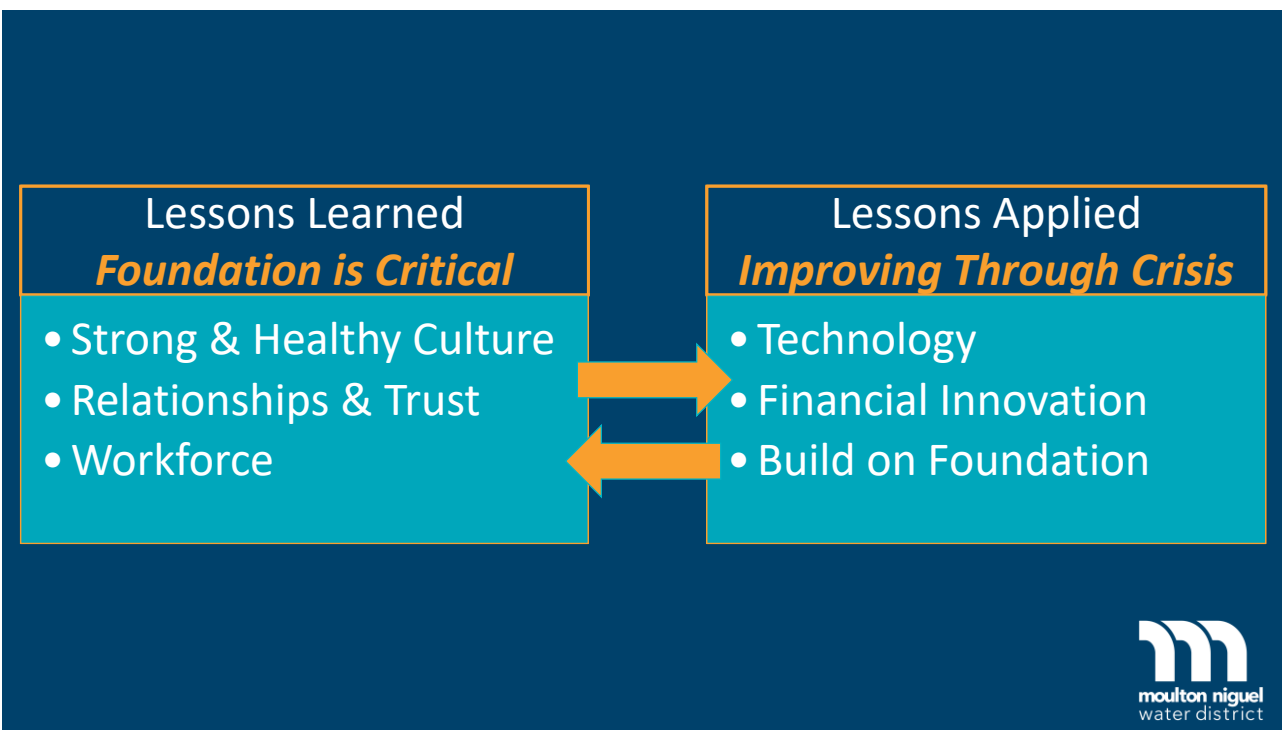 Lessons Learned
Foundation is Critical
• Strong & Healthy Culture
• Relationships & Trust
• Workforce
Lessons Applied
Improving Through Crisis
• Technology
• Financial Innovation
• Build on Foundation
moulton niguel
water district